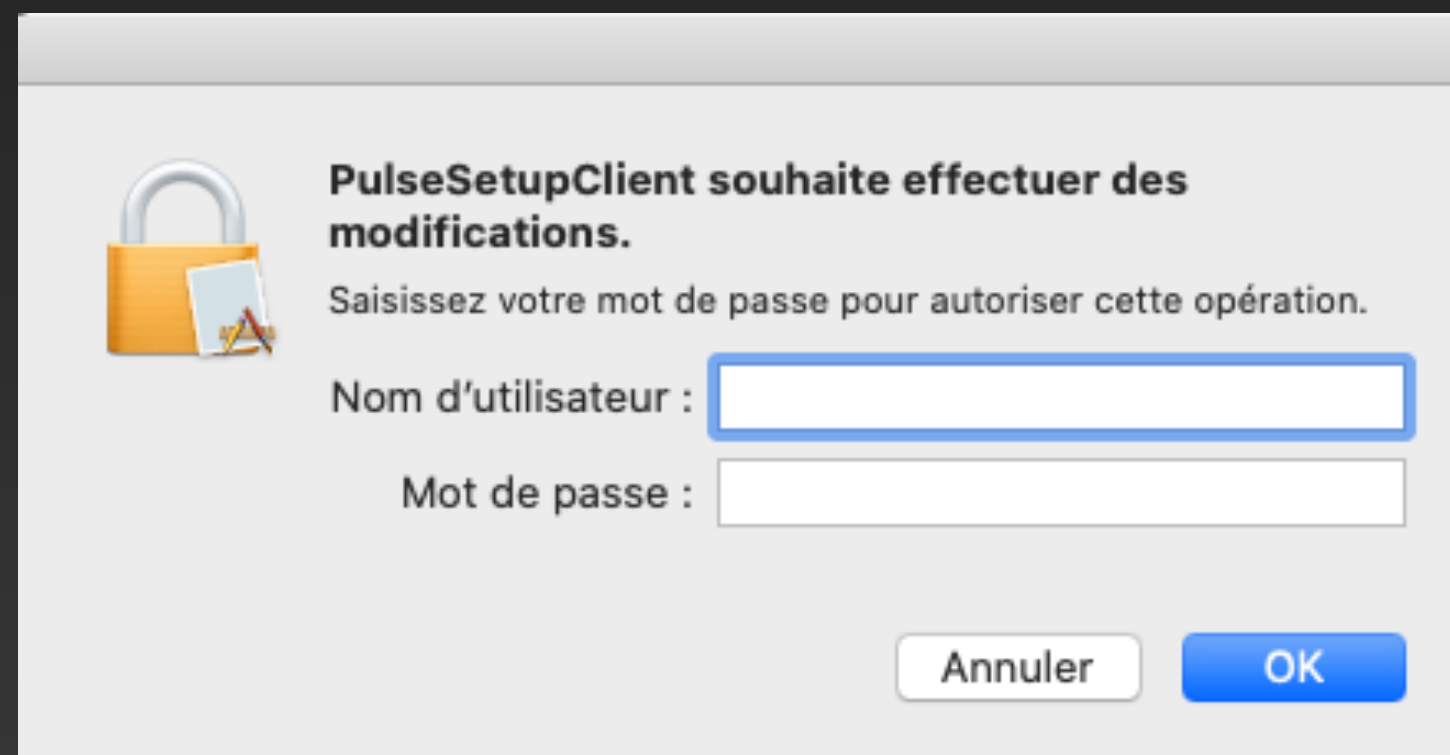 PulseSetupClient souhaite effectuer des
modifications.
Saisissez votre mot de passe pour autoriser cette opération.
Nom d’utilisateur :
Mot de passe :
Annuler
OK